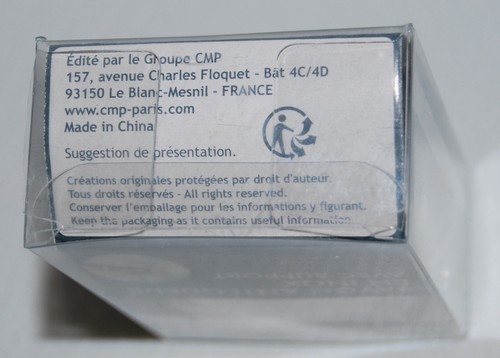 Édité par le Groupe CMP
157, avenue Charles Floquet - Bât 4C/4D
93150 Le Blanc-Mesnil - FRANCE
www.cmp-paris.com
Made in China
Suggestion de présentation.
Créations originales protégées par droit d'auteur.
Tous droits réservés - All rights reserved.
Conserver l'emballage pour les informations y figurant.
Keep the packaging as it contains useful information.